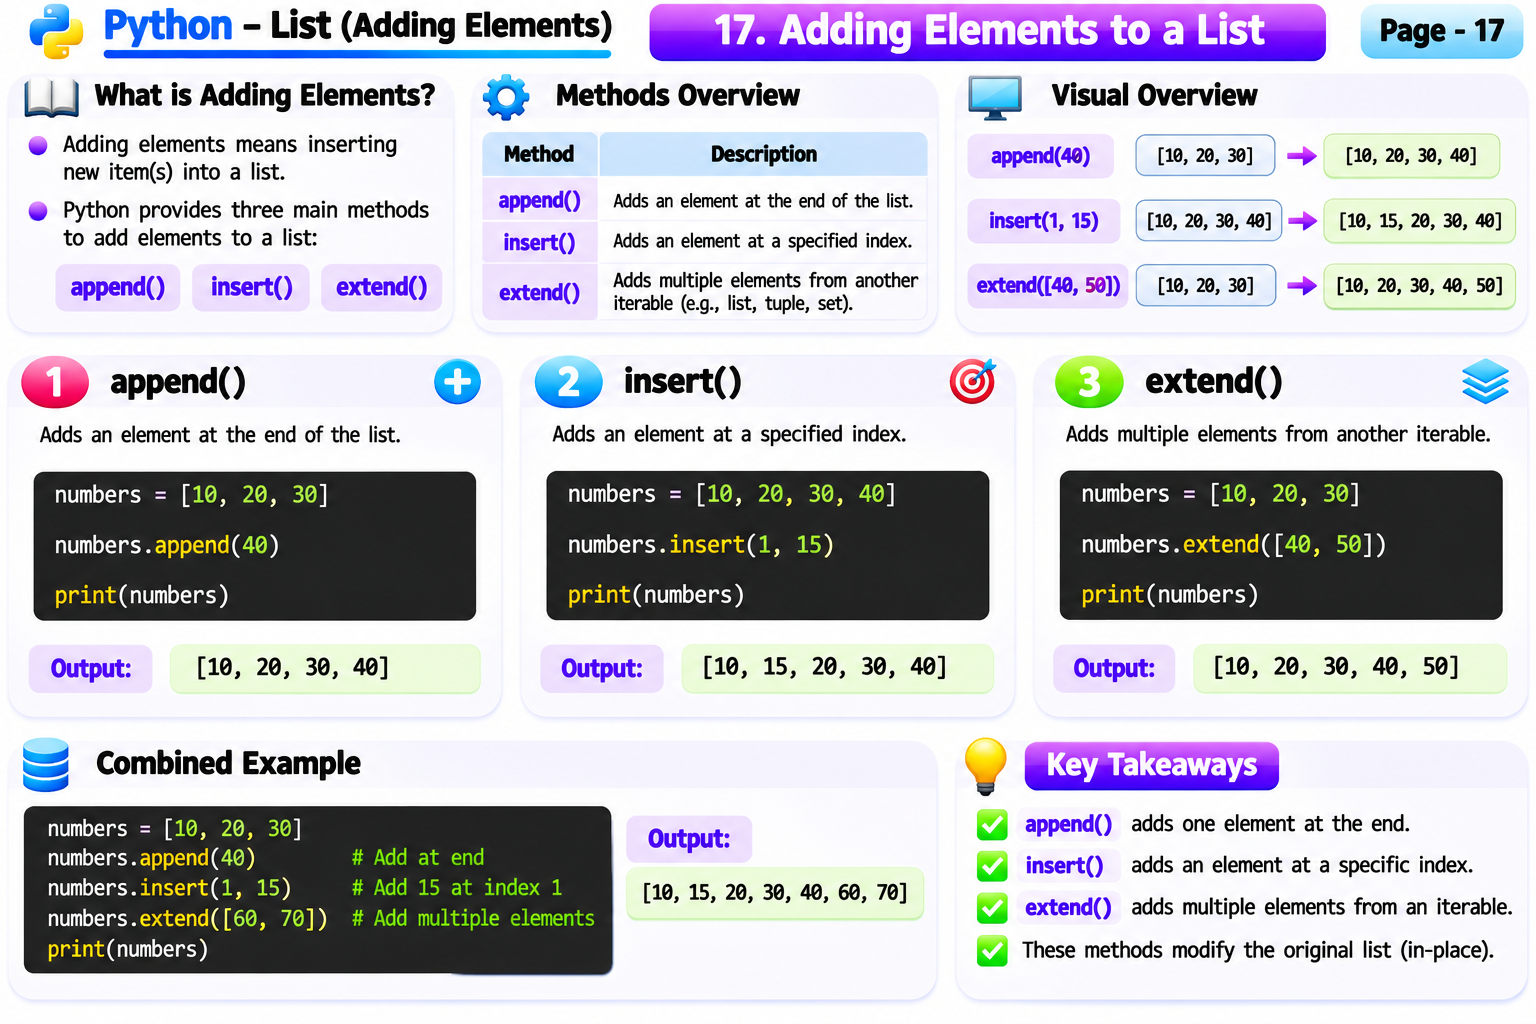 Python – List (Adding Elements)
17. Adding Elements to a List
Page - 17
What is Adding Elements?
Adding elements means inserting
new item(s) into a list.
Python provides three main methods
to add elements to a list:
append() insert() extend()
Methods Overview
Method Description
append() Adds an element at the end of the list.
insert() Adds an element at a specified index.
extend() Adds multiple elements from another
iterable (e.g., list, tuple, set).
Visual Overview
append(40) [10, 20, 30] [10, 20, 30, 40]
insert(1, 15) [10, 20, 30, 40] [10, 15, 20, 30, 40]
extend([40, 50]) [10, 20, 30] [10, 20, 30, 40, 50]
1 append()
Adds an element at the end of the list.
numbers = [10, 20, 30]
numbers.append(40)
print(numbers)
Output: [10, 20, 30, 40]
2 insert()
Adds an element at a specified index.
numbers = [10, 20, 30, 40]
numbers.insert(1, 15)
print(numbers)
Output: [10, 15, 20, 30, 40]
3 extend()
Adds multiple elements from another iterable.
numbers = [10, 20, 30]
numbers.extend([40, 50])
print(numbers)
Output: [10, 20, 30, 40, 50]
Combined Example
numbers = [10, 20, 30]
numbers.append(40) # Add at end
numbers.insert(1, 15) # Add 15 at index 1
numbers.extend([60, 70]) # Add multiple elements
print(numbers)
Output:
[10, 15, 20, 30, 40, 60, 70]
Key Takeaways
append() adds one element at the end.
insert() adds an element at a specific index.
extend() adds multiple elements from an iterable.
These methods modify the original list (in-place).